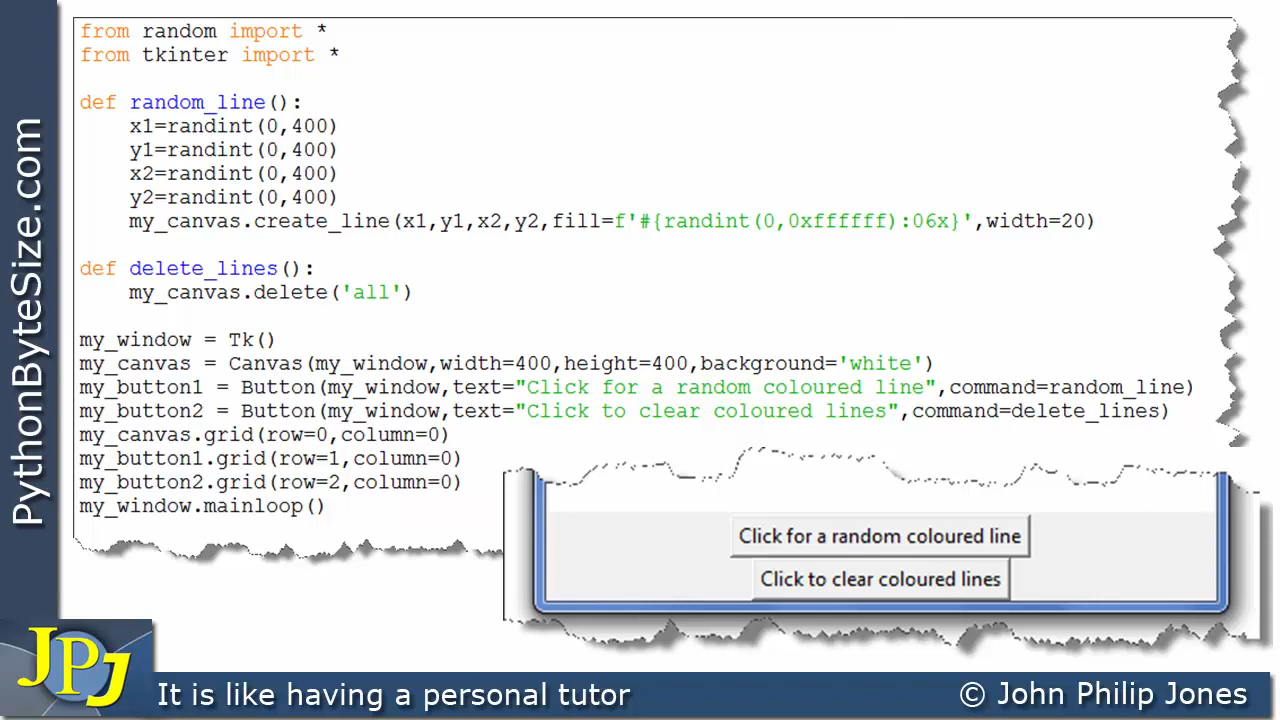 from random import *
from tkinter import *
def random_line():
    x1=randint(0,400)
    y1=randint(0,400)
    x2=randint(0,400)
    y2=randint(0,400)
    my_canvas.create_line(x1,y1,x2,y2,fill=f'#{randint(0,0xffffff):06x}',width=20)
def delete_lines():
    my_canvas.delete('all')
my_window = Tk()
my_canvas = Canvas(my_window,width=400,height=400,background='white')
my_button1 = Button(my_window,text="Click for a random coloured line",command=random_line)
my_button2 = Button(my_window,text="Click to clear coloured lines",command=delete_lines)
my_canvas.grid(row=0,column=0)
my_button1.grid(row=1,column=0)
my_button2.grid(row=2,column=0)
my_window.mainloop()
Click for a random coloured line
Click to clear coloured lines
PythonByteSize.com
JPJ
It is like having a personal tutor
© John Philip Jones